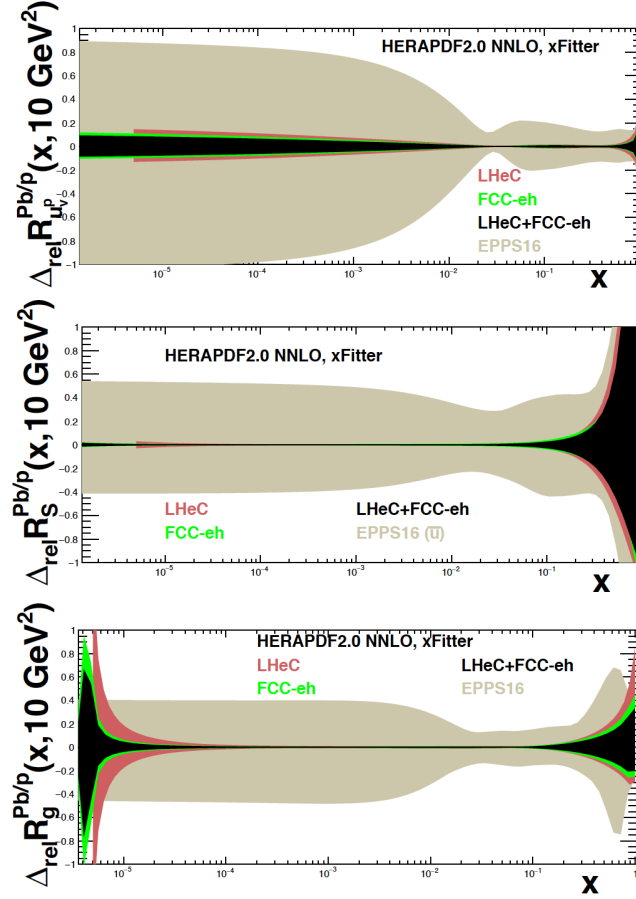 Δ_rel R^{Pb/p}_{u^p_v}(x,10 GeV²)
1
0.8
0.6
0.4
0.2
0
−0.2
−0.4
−0.6
−0.8
−1
HERAPDF2.0 NNLO, xFitter
LHeC
FCC-eh
LHeC+FCC-eh
EPPS16
10⁻⁵ 10⁻⁴ 10⁻³ 10⁻² 10⁻¹
x
Δ_rel R_S^{Pb/p}(x,10 GeV²)
1
0.8
0.6
0.4
0.2
0
−0.2
−0.4
−0.6
−0.8
−1
HERAPDF2.0 NNLO, xFitter
LHeC LHeC+FCC-eh
FCC-eh EPPS16 (u̅)
10⁻⁵ 10⁻⁴ 10⁻³ 10⁻² 10⁻¹
x
Δ_rel R_g^{Pb/p}(x,10 GeV²)
1
0.8
0.6
0.4
0.2
0
−0.2
−0.4
−0.6
−0.8
−1
HERAPDF2.0 NNLO, xFitter
LHeC LHeC+FCC-eh
FCC-eh EPPS16
10⁻⁵ 10⁻⁴ 10⁻³ 10⁻² 10⁻¹ 1
x